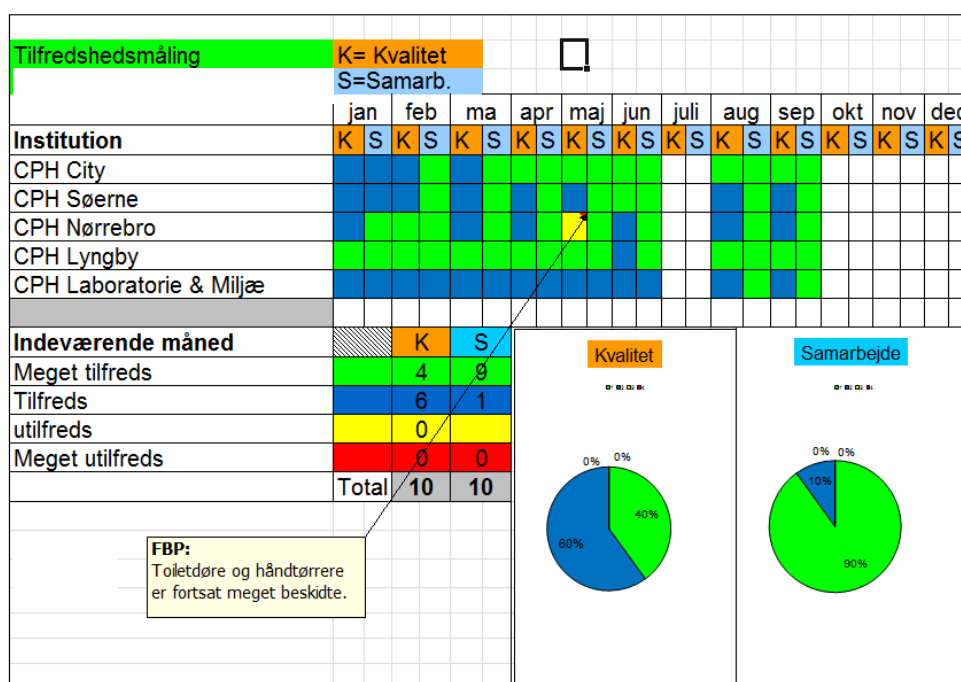 Tilfredshedsmåling K= Kvalitet
S=Samarb.
jan feb ma apr maj jun juli aug sep okt nov dec
Institution K S K S K S K S K S K S K S K S K S K S K S K S
CPH City
CPH Søerne
CPH Nørrebro
CPH Lyngby
CPH Laboratorie & Miljæ
Indeværende måned K S
Meget tilfreds 4 9
Tilfreds 6 1
utilfreds 0
Meget utilfreds 0 0
Total 10 10
FBP:
Toiletdøre og håndtørrere
er fortsat meget beskidte.
Kvalitet
0% 0%
40%
60%
Samarbejde
0% 0%
10%
90%